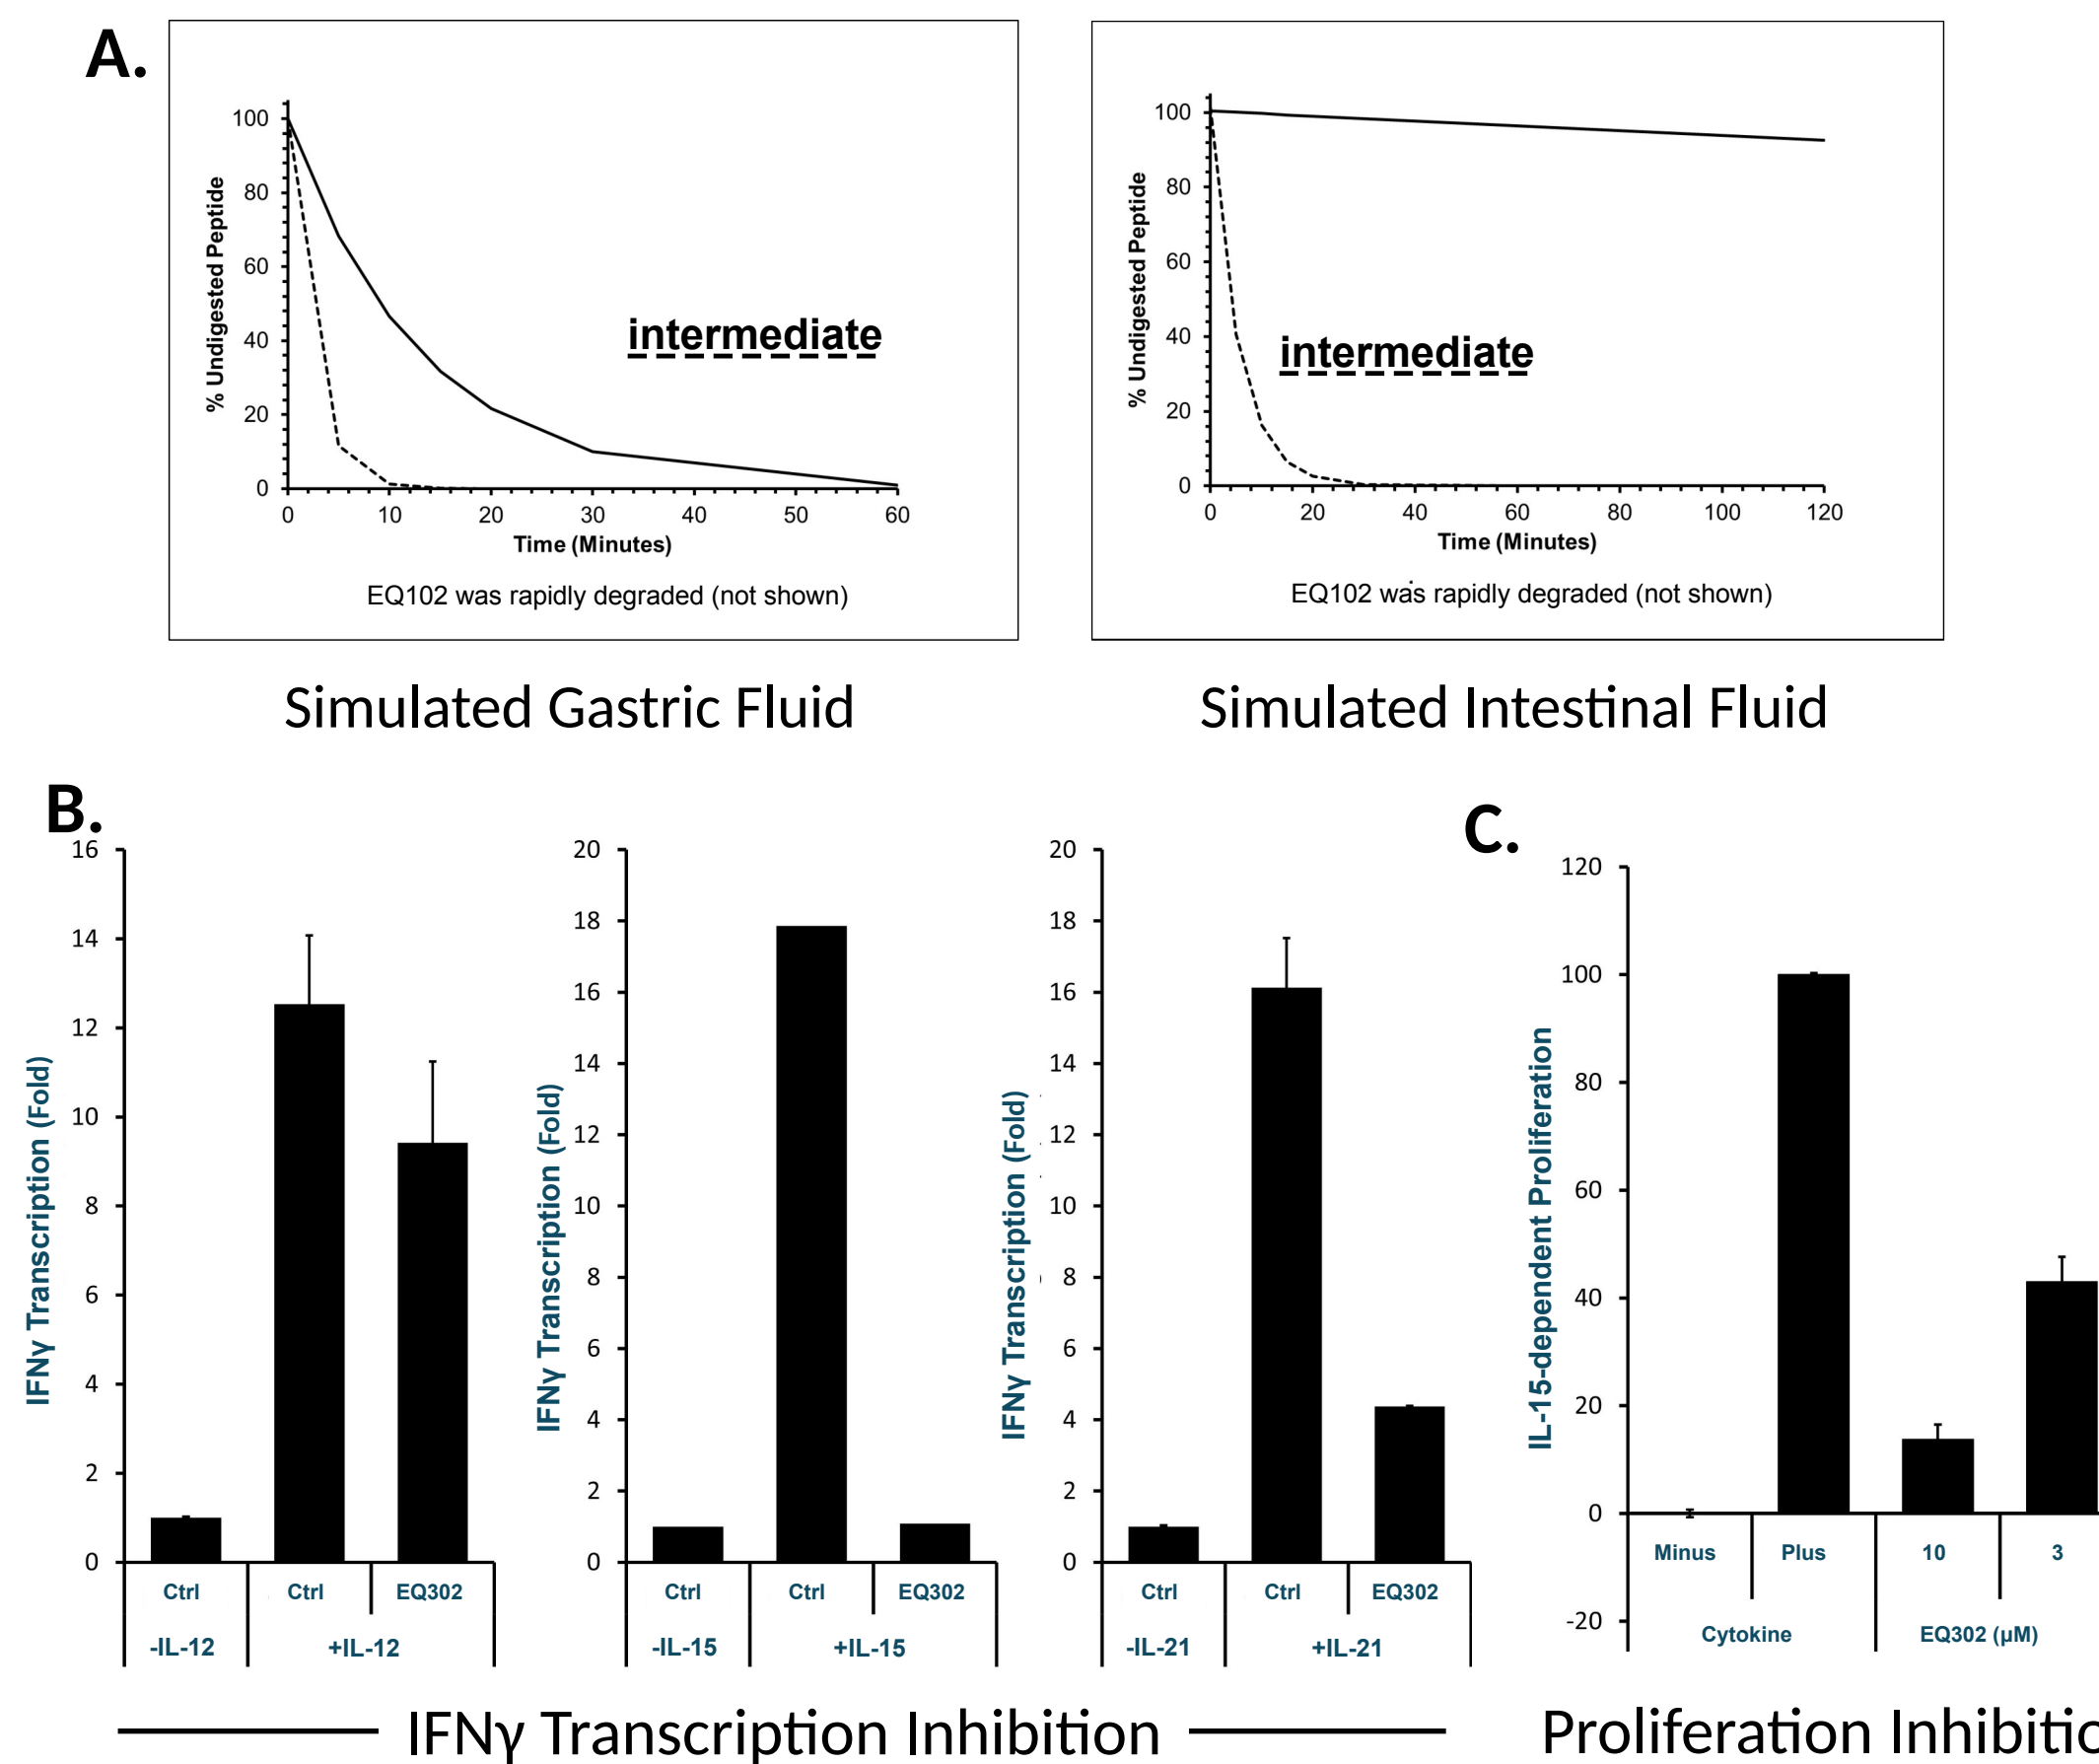 A.
100
80
60
40
20
0
% Undigested Peptide
intermediate
0 10 20 30 40 50 60
Time (Minutes)
EQ102 was rapidly degraded (not shown)
Simulated Gastric Fluid
100
80
60
40
20
0
% Undigested Peptide
intermediate
0 20 40 60 80 100 120
Time (Minutes)
EQ102 was rapidly degraded (not shown)
Simulated Intestinal Fluid
B.
16
14
12
10
8
6
4
2
0
IFNγ Transcription (Fold)
Ctrl Ctrl EQ302
-IL-12 +IL-12
20
18
16
14
12
10
8
6
4
2
0
IFNγ Transcription (Fold)
Ctrl Ctrl EQ302
-IL-15 +IL-15
20
18
16
14
12
10
8
6
4
2
0
IFNγ Transcription (Fold)
Ctrl Ctrl EQ302
-IL-21 +IL-21
IFNγ Transcription Inhibition
C.
120
100
80
60
40
20
0
-20
IL-15-dependent Proliferation
Minus Plus 10 3
Cytokine EQ302 (µM)
Proliferation Inhibitio